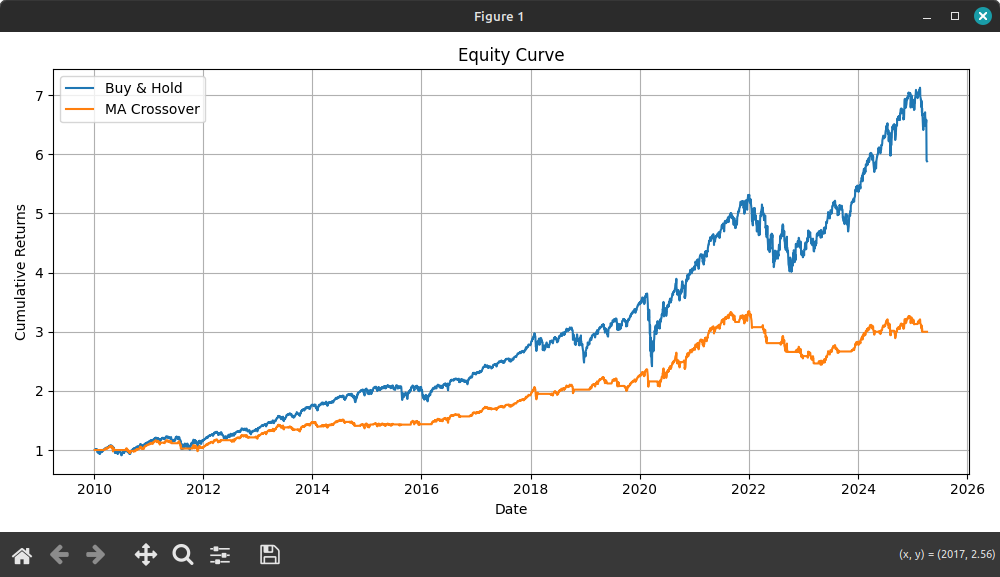 Figure 1
Equity Curve
Buy & Hold
MA Crossover
7
6
5
4
3
2
1
Cumulative Returns
2010 2012 2014 2016 2018 2020 2022 2024 2026
Date
(x, y) = (2017, 2.56)